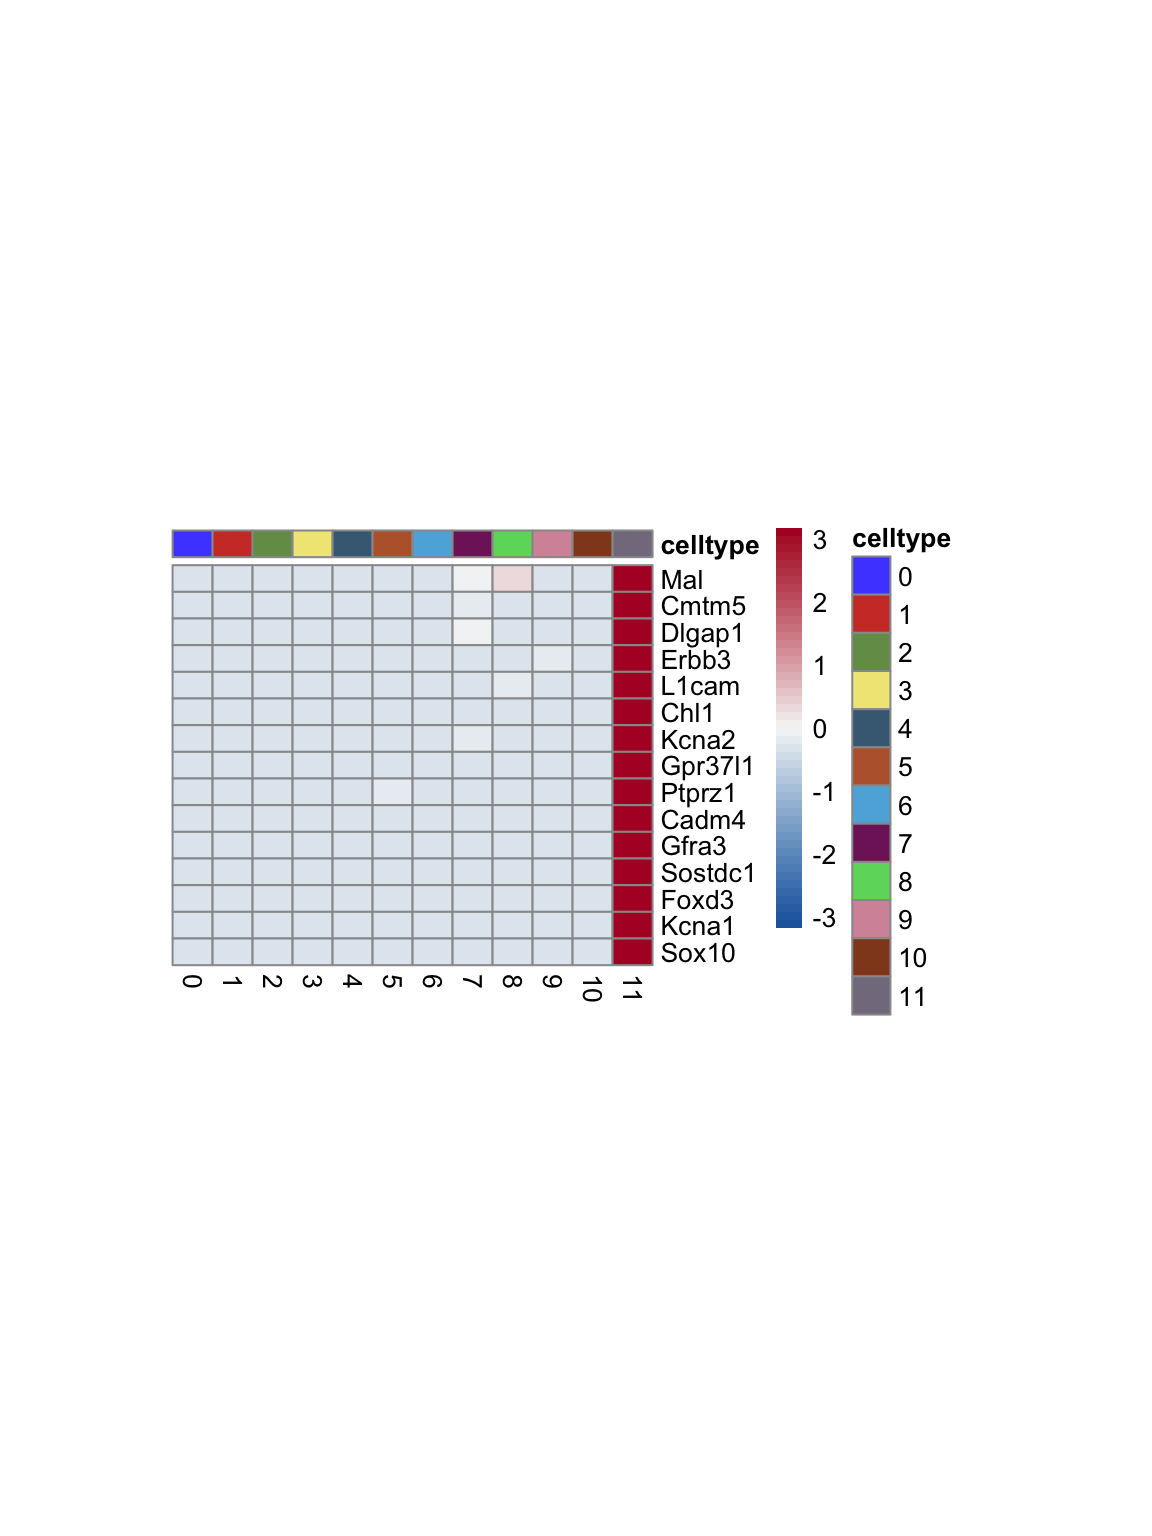 celltype
Mal
Cmtm5
Dlgap1
Erbb3
L1cam
Chl1
Kcna2
Gpr37l1
Ptprz1
Cadm4
Gfra3
Sostdc1
Foxd3
Kcna1
Sox10
0 1 2 3 4 5 6 7 8 9 10 11
3
2
1
0
-1
-2
-3
celltype
0
1
2
3
4
5
6
7
8
9
10
11